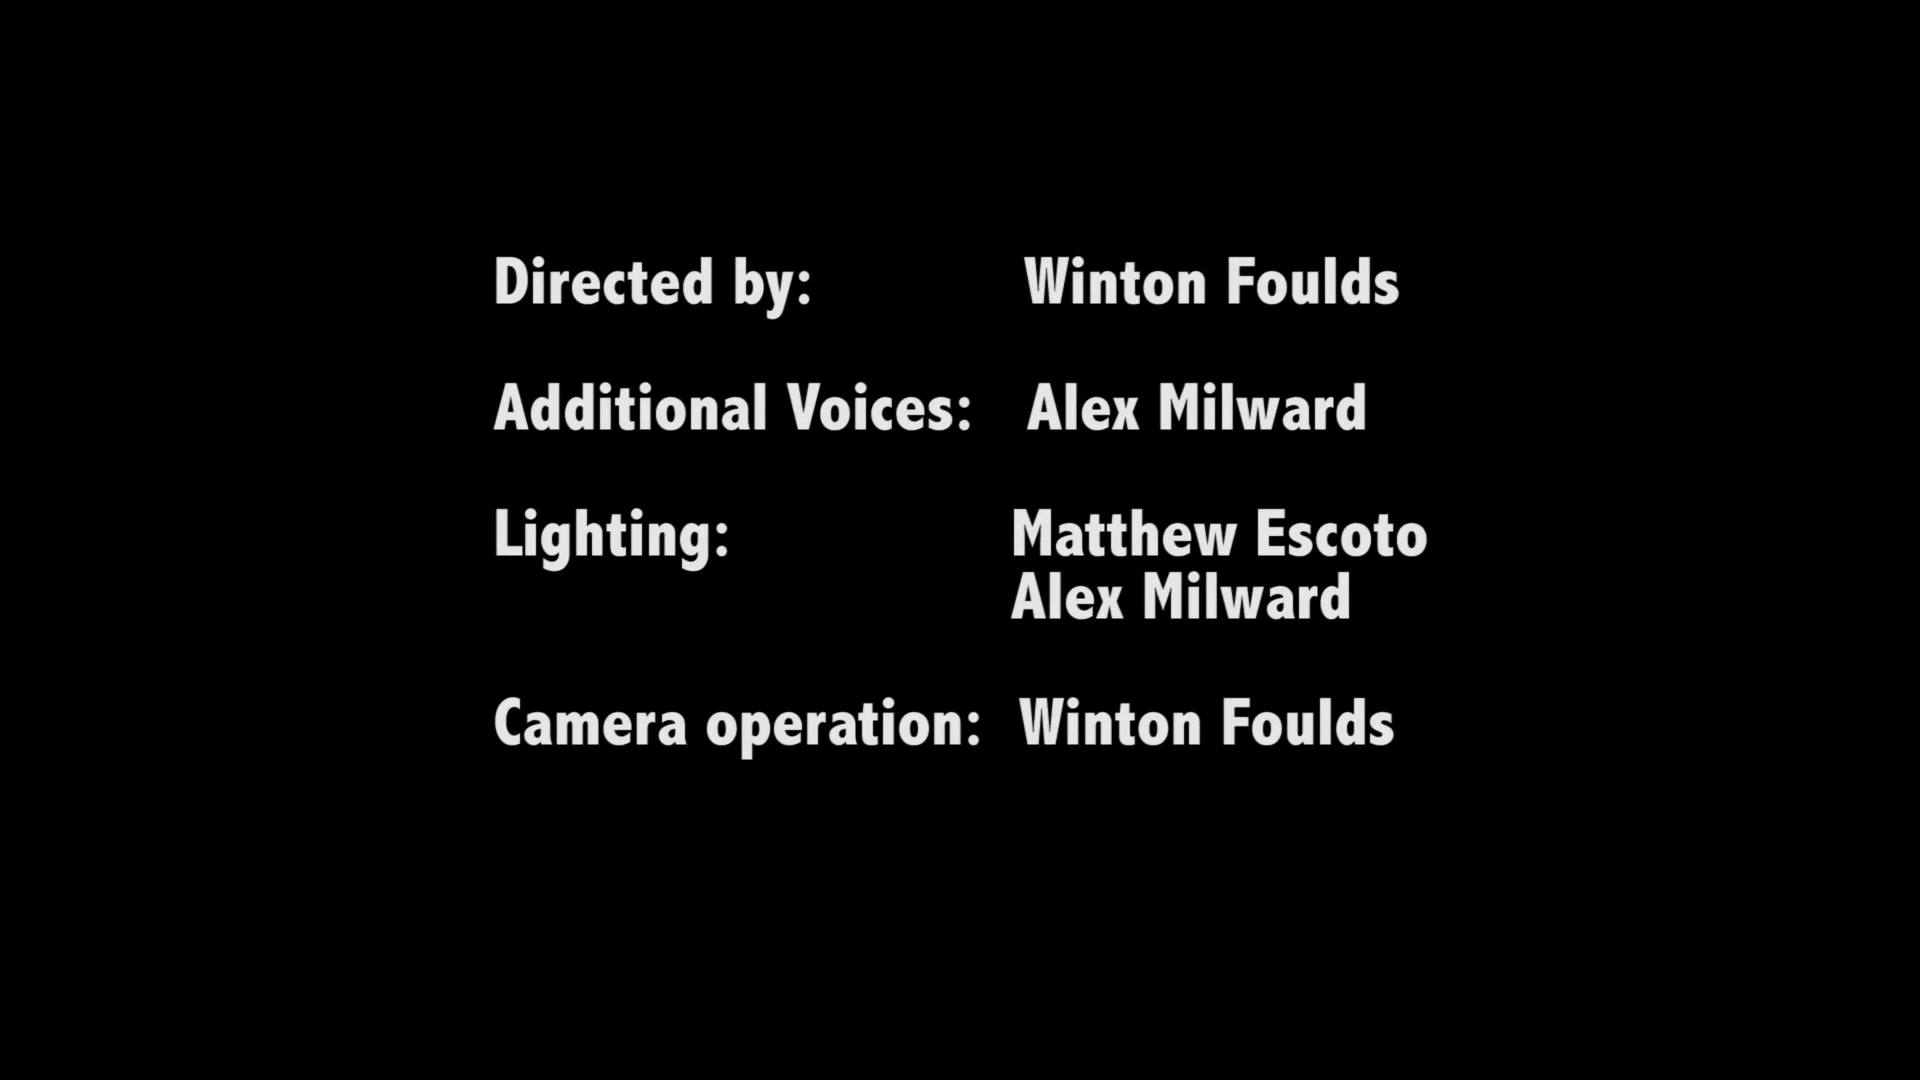 Directed by: Winton Foulds
Additional Voices: Alex Milward
Lighting: Matthew Escoto
Alex Milward
Camera operation: Winton Foulds